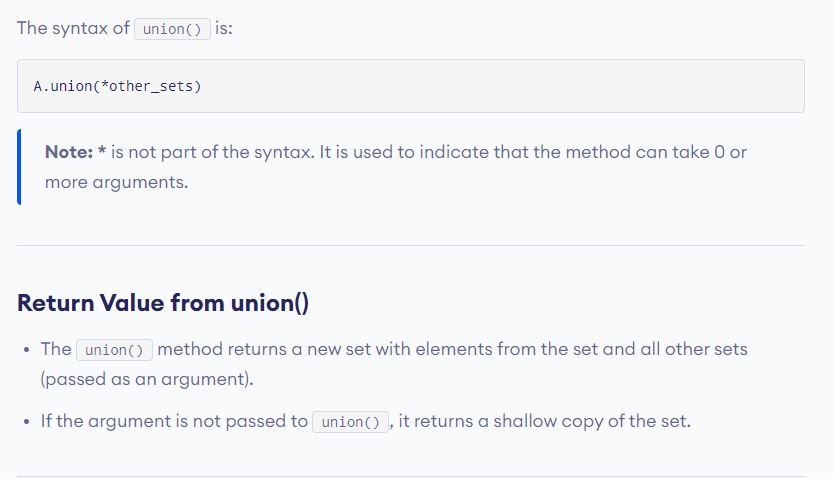 The syntax of union() is:
A.union(*other_sets)
Note: * is not part of the syntax. It is used to indicate that the method can take 0 or
more arguments.
Return Value from union()
• The union() method returns a new set with elements from the set and all other sets
(passed as an argument).
• If the argument is not passed to union(), it returns a shallow copy of the set.